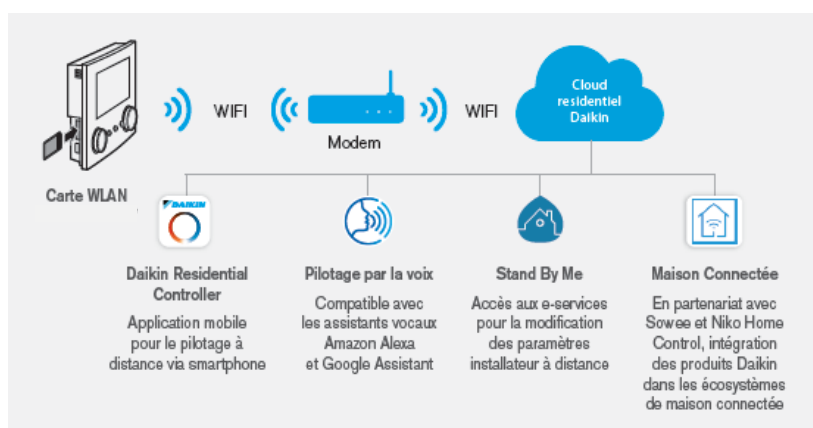 Cloud
residentiel
Daikin
WIFI
WIFI
Modem
Carte WLAN
DAIKIN
Daikin Residential
Controller
Application mobile
pour le pilotage à
distance via smartphone
Pilotage par la voix
Compatible avec
les assistants vocaux
Amazon Alexa
et Google Assistant
Stand By Me
Accès aux e-services
pour la modification
des paramètres
installateur à distance
Maison Connectée
En partenariat avec
Sowee et Niko Home
Control, intégration
des produits Daikin
dans les écosystèmes
de maison connectée